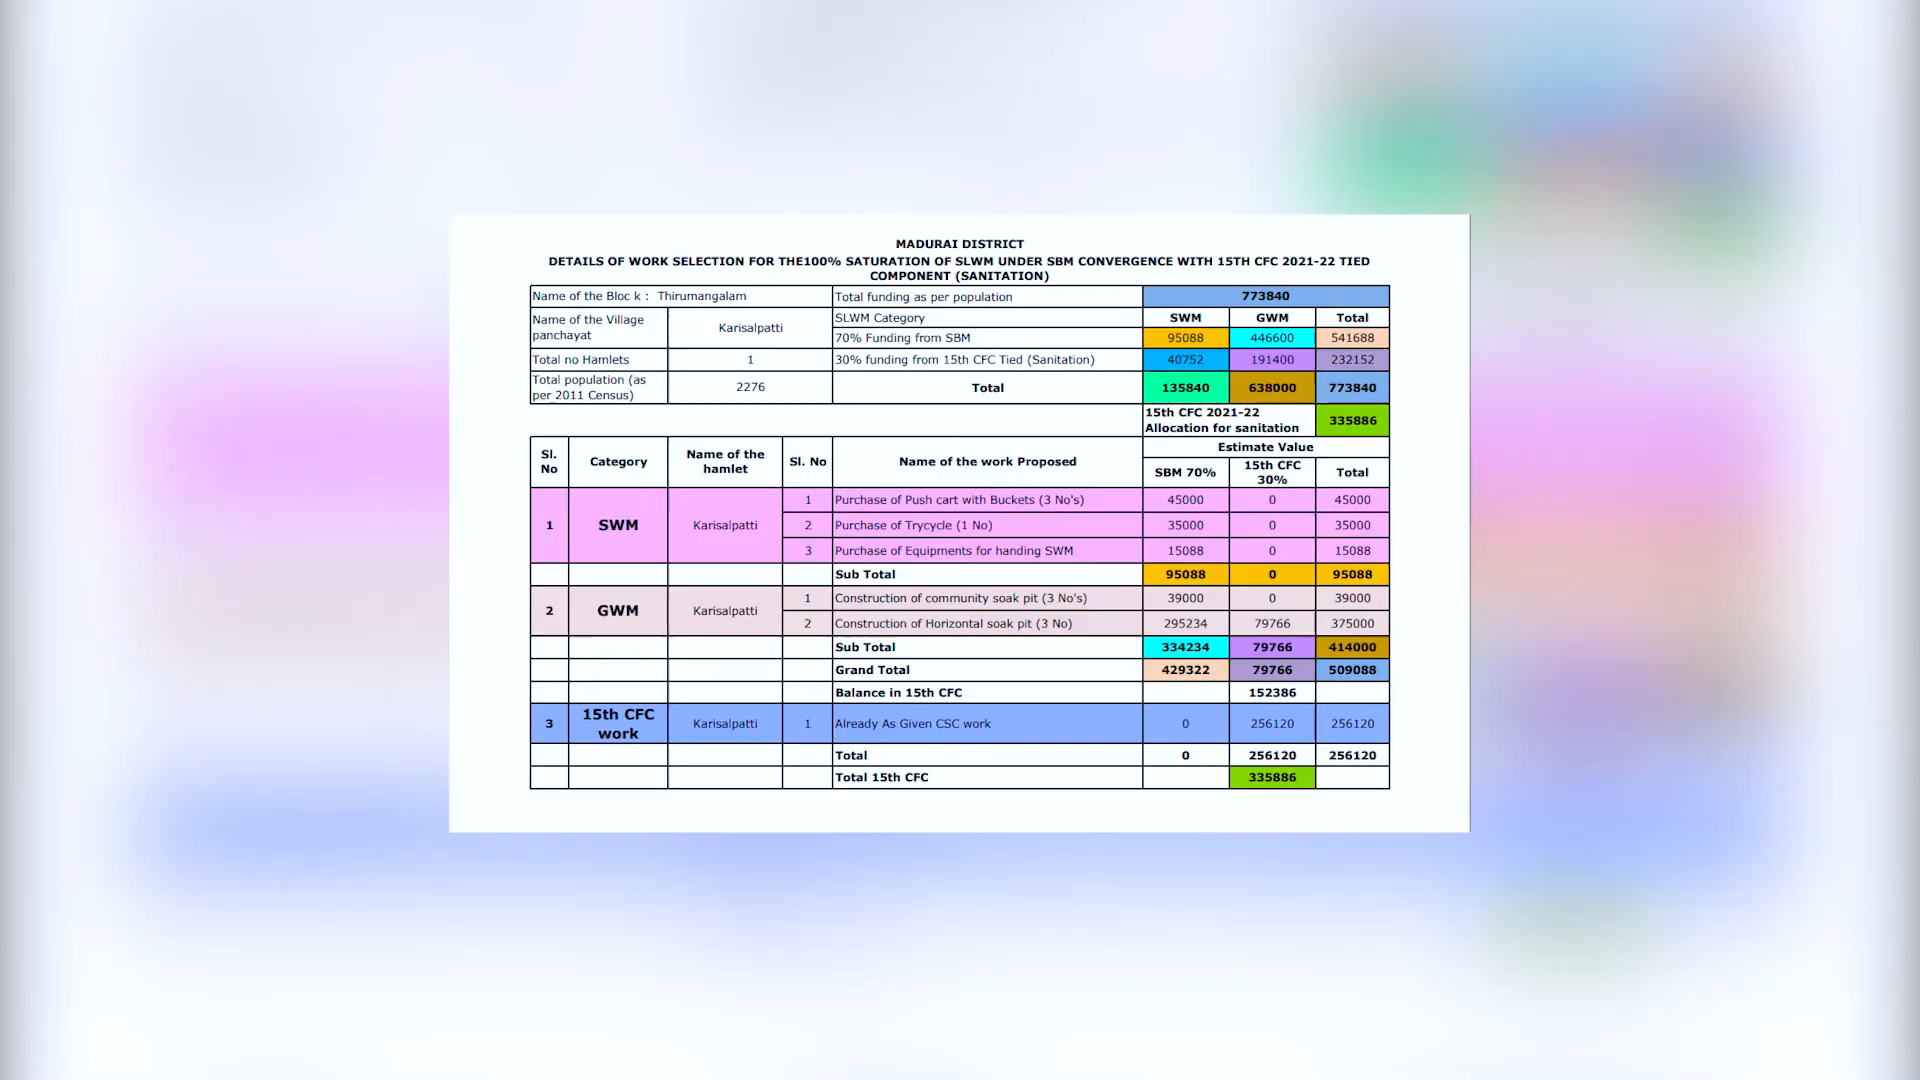 MADURAI DISTRICT
DETAILS OF WORK SELECTION FOR THE100% SATURATION OF SLWM UNDER SBM CONVERGENCE WITH 15TH CFC 2021-22 TIED
COMPONENT (SANITATION)
Name of the Bloc k : Thirumangalam Total funding as per population 773840
Name of the Village
panchayat
Karisalpatti
SLWM Category SWM GWM Total
70% Funding from SBM 95088 446600 541688
Total no Hamlets 1 30% funding from 15th CFC Tied (Sanitation) 40752 191400 232152
Total population (as
per 2011 Census)
2276 Total 135840 638000 773840
15th CFC 2021-22
Allocation for sanitation
335886
Sl.
No
Category
Name of the
hamlet
Sl. No Name of the work Proposed
Estimate Value
SBM 70%
15th CFC
30%
Total
1 SWM Karisalpatti
1 Purchase of Push cart with Buckets (3 No's) 45000 0 45000
2 Purchase of Trycycle (1 No) 35000 0 35000
3 Purchase of Equipments for handing SWM 15088 0 15088
Sub Total 95088 0 95088
2 GWM Karisalpatti
1 Construction of community soak pit (3 No's) 39000 0 39000
2 Construction of Horizontal soak pit (3 No) 295234 79766 375000
Sub Total 334234 79766 414000
Grand Total 429322 79766 509088
Balance in 15th CFC 152386
3
15th CFC
work
Karisalpatti 1 Already As Given CSC work 0 256120 256120
Total 0 256120 256120
Total 15th CFC 335886